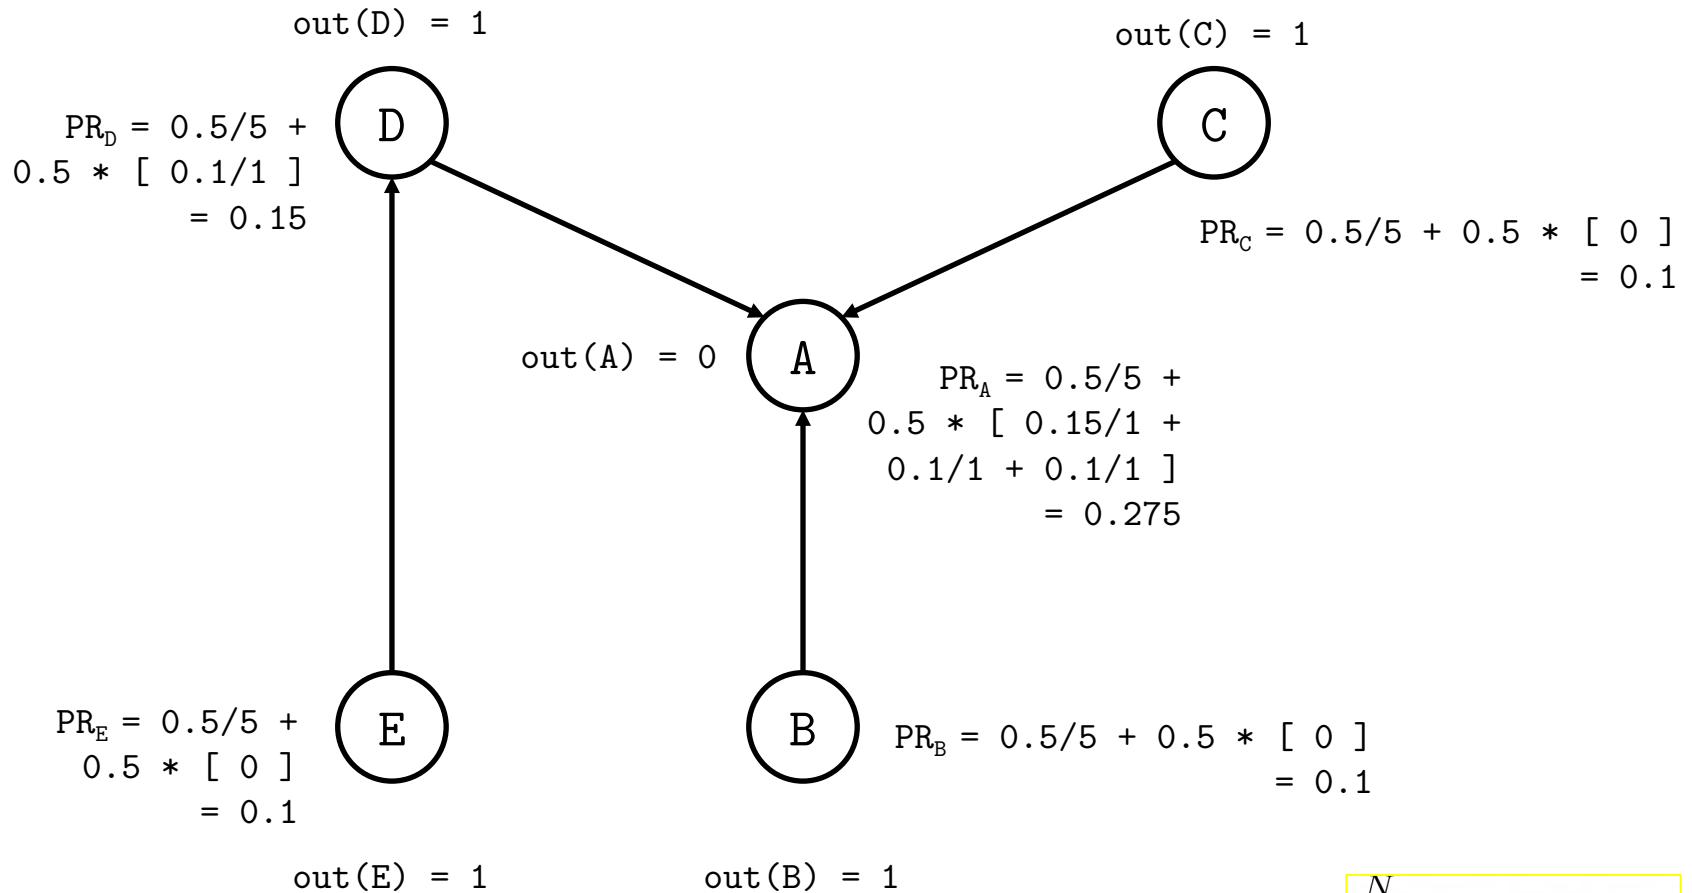 out(D) = 1
out(C) = 1
D
C
PR_D = 0.5/5 +
0.5 * [ 0.1/1 ]
= 0.15
PR_C = 0.5/5 + 0.5 * [ 0 ]
= 0.1
out(A) = 0
A
PR_A = 0.5/5 +
0.5 * [ 0.15/1 +
0.1/1 + 0.1/1 ]
= 0.275
PR_E = 0.5/5 +
0.5 * [ 0 ]
= 0.1
E
B
PR_B = 0.5/5 + 0.5 * [ 0 ]
= 0.1
out(E) = 1
out(B) = 1
N